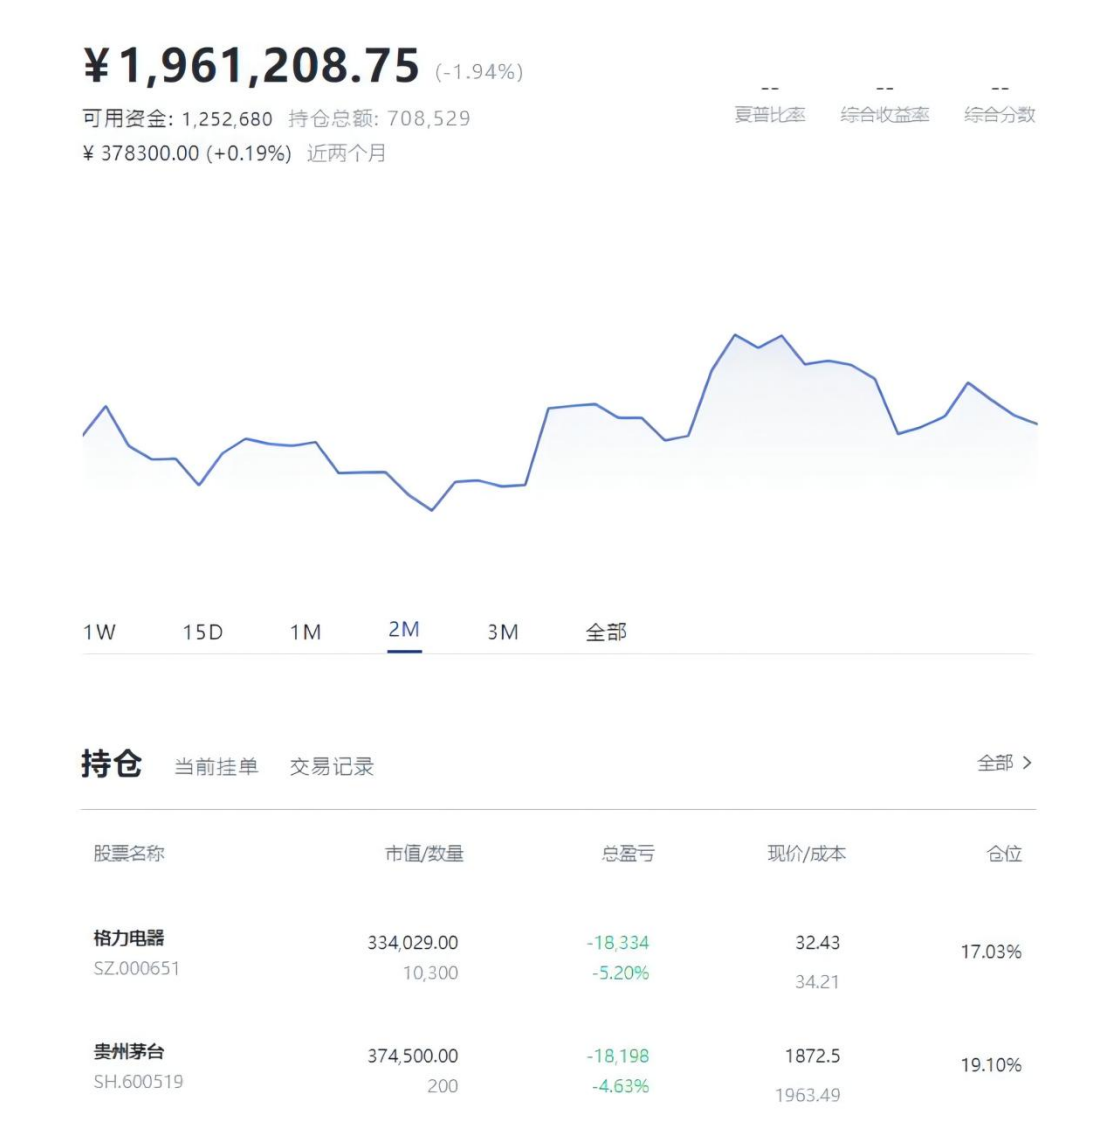 ¥1,961,208.75 (-1.94%)
可用资金: 1,252,680 持仓总额: 708,529
¥ 378300.00 (+0.19%) 近两个月
-- -- --
夏普比率 综合收益率 综合分数
1W 15D 1M 2M 3M 全部
持仓 当前挂单 交易记录 全部 >
股票名称 市值/数量 总盈亏 现价/成本 仓位
格力电器 334,029.00 -18,334 32.43 17.03%
SZ.000651 10,300 -5.20% 34.21
贵州茅台 374,500.00 -18,198 1872.5 19.10%
SH.600519 200 -4.63% 1963.49